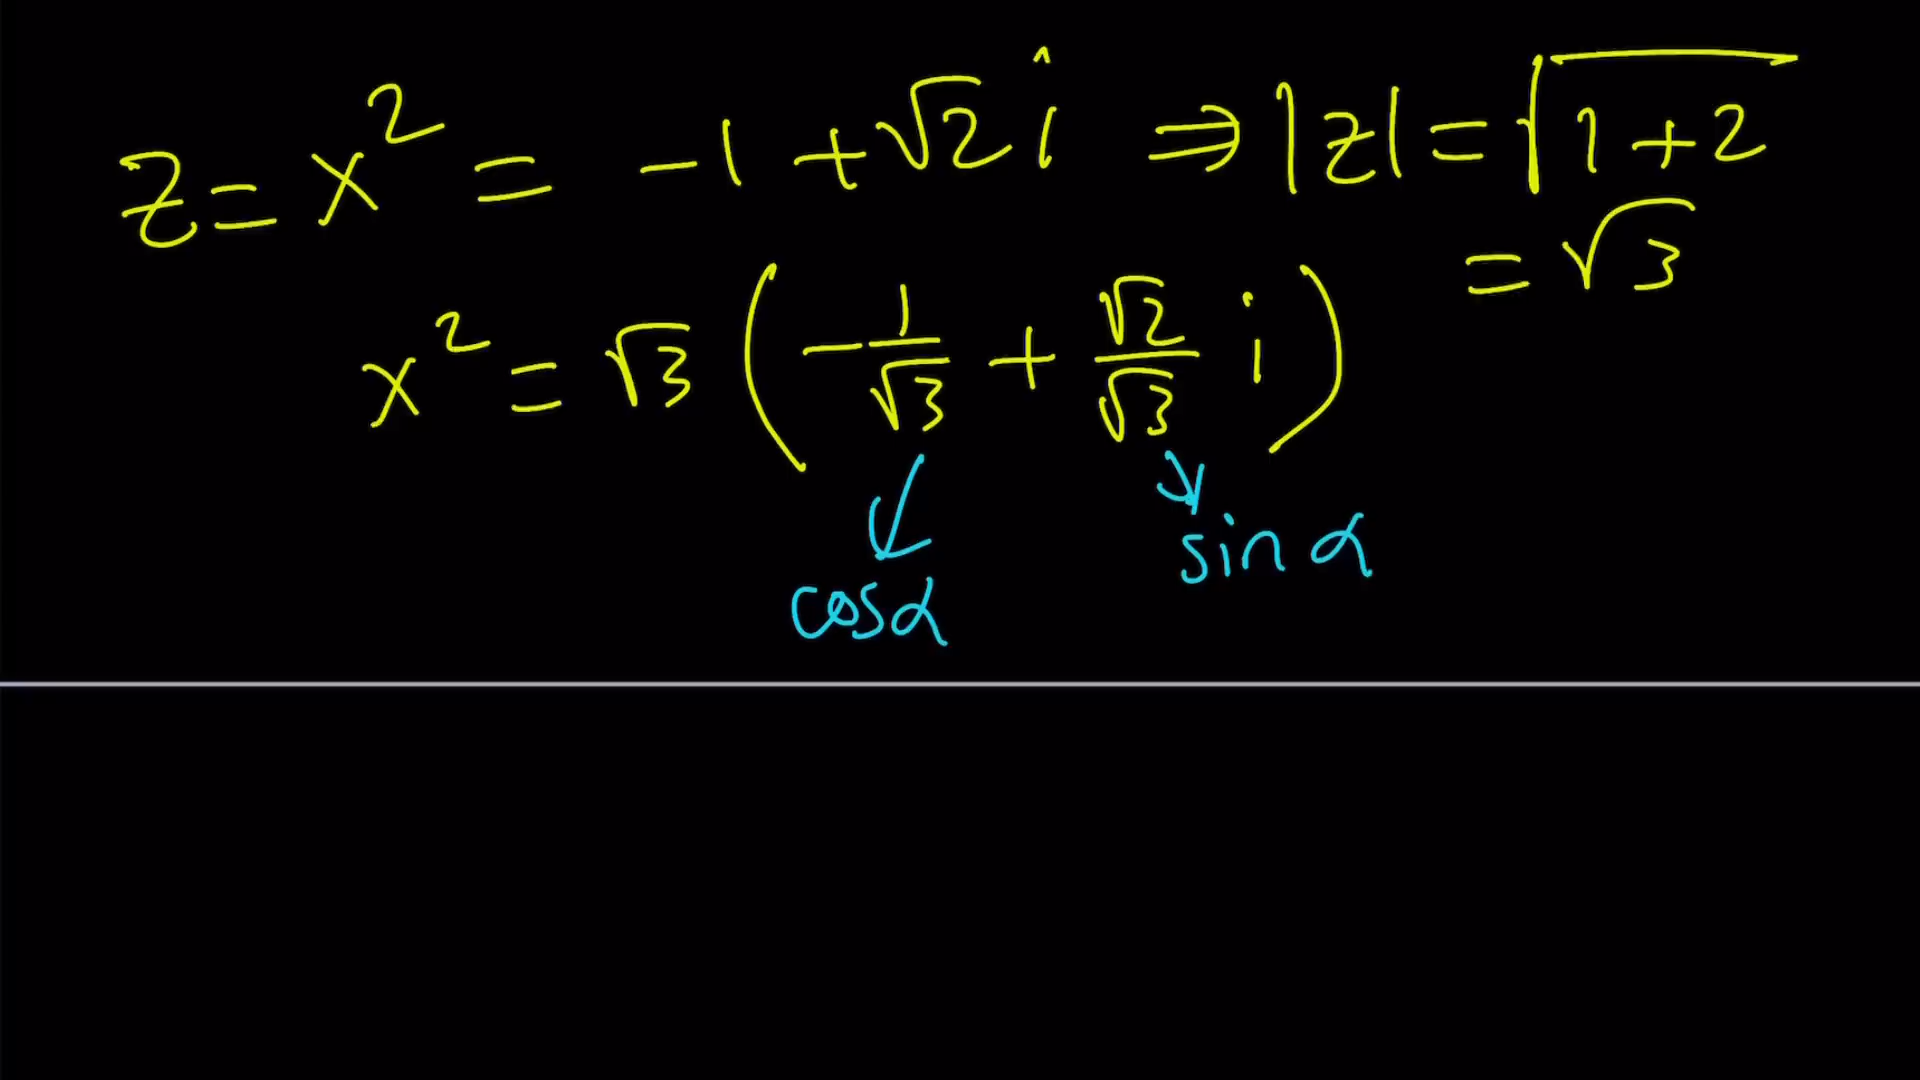 z = x² = -1 + √2 i ⇒ |z| = √1+2
= √3
x² = √3 ( -1/√3 + √2/√3 i )
cosα sinα